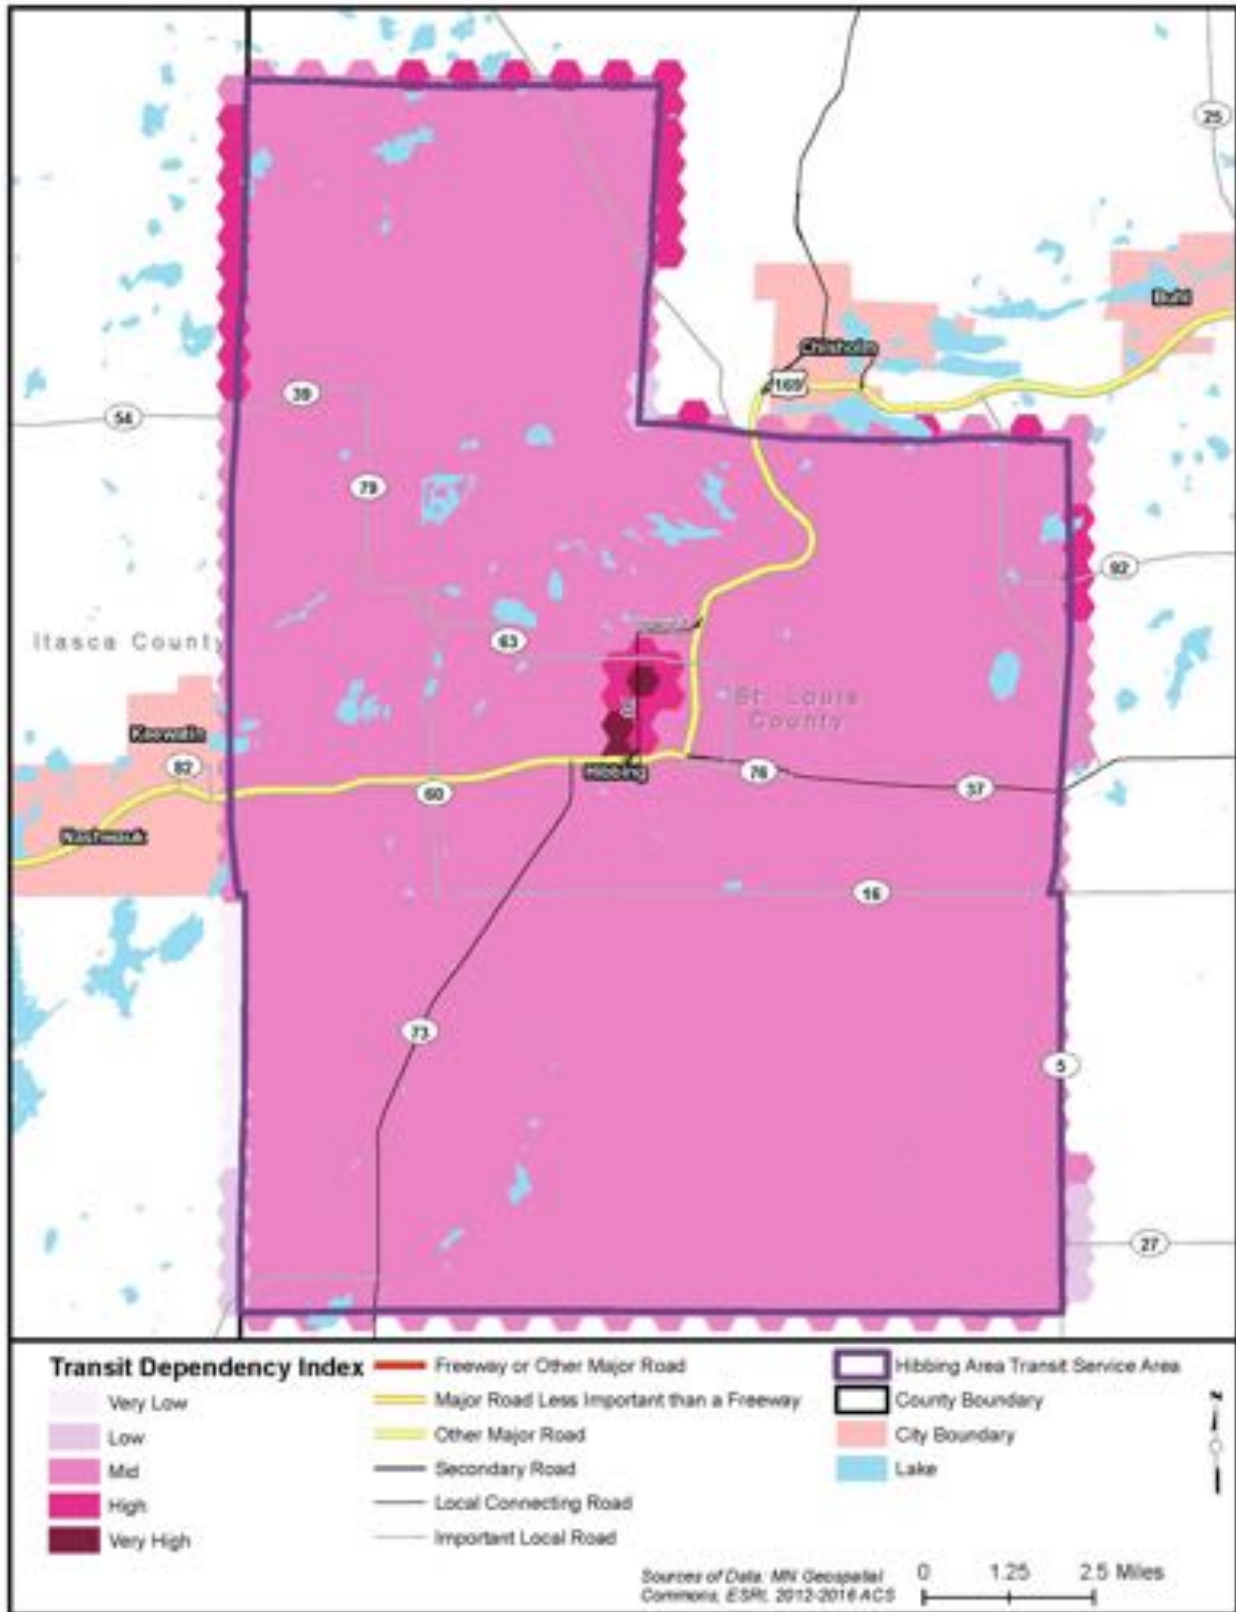 25
Buhl
Chisholm
169
39
54
79
92
Itasca County
63
St. Louis
County
Keewatin
82
Hibbing
76
37
60
Nashwauk
16
73
5
27
Transit Dependency Index
Very Low
Low
Mid
High
Very High
Freeway or Other Major Road
Major Road Less Important than a Freeway
Other Major Road
Secondary Road
Local Connecting Road
Important Local Road
Hibbing Area Transit Service Area
County Boundary
City Boundary
Lake
N
Sources of Data: MN Geospatial
Commons, ESRI, 2012-2016 ACS
0 1.25 2.5 Miles